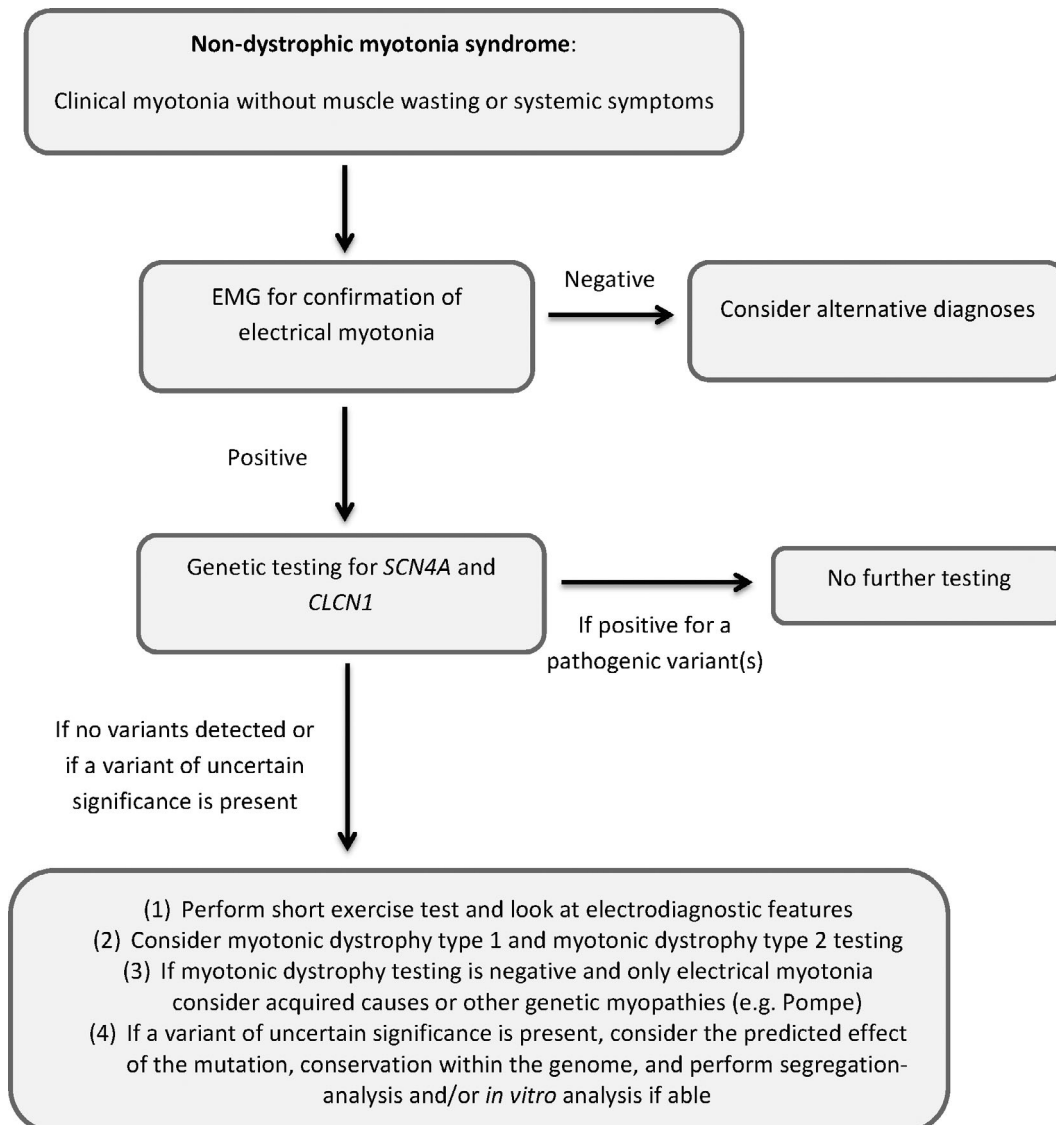 Non-dystrophic myotonia syndrome:
Clinical myotonia without muscle wasting or systemic symptoms
EMG for confirmation of
electrical myotonia
Negative
Consider alternative diagnoses
Positive
Genetic testing for SCN4A and
CLCN1
If positive for a
pathogenic variant(s)
No further testing
If no variants detected or
if a variant of uncertain
significance is present
(1) Perform short exercise test and look at electrodiagnostic features
(2) Consider myotonic dystrophy type 1 and myotonic dystrophy type 2 testing
(3) If myotonic dystrophy testing is negative and only electrical myotonia
consider acquired causes or other genetic myopathies (e.g. Pompe)
(4) If a variant of uncertain significance is present, consider the predicted effect
of the mutation, conservation within the genome, and perform segregation-
analysis and/or in vitro analysis if able